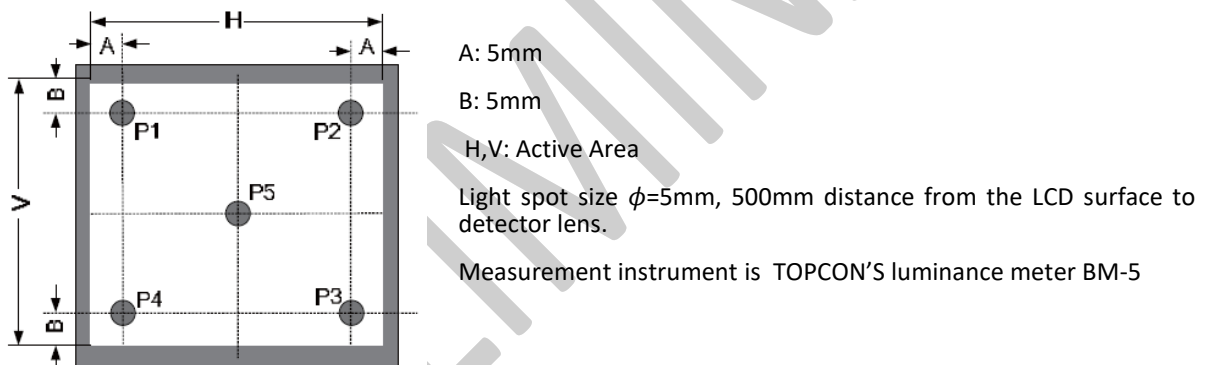 H
A
A
B
P1
P2
V
P5
P4
P3
B
A: 5mm
B: 5mm
H,V: Active Area
Light spot size ϕ=5mm, 500mm distance from the LCD surface to
detector lens.
Measurement instrument is TOPCON’S luminance meter BM-5